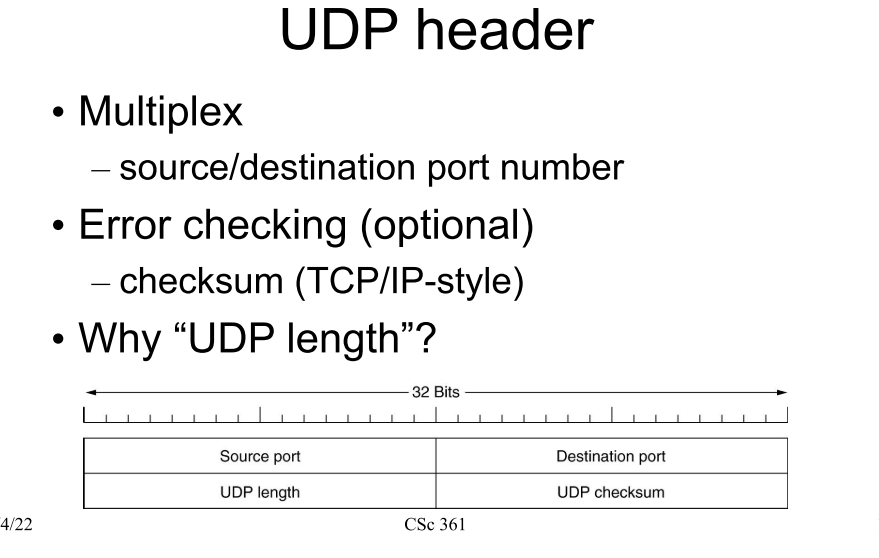 UDP header
• Multiplex
– source/destination port number
• Error checking (optional)
– checksum (TCP/IP-style)
• Why “UDP length”?
32 Bits
Source port Destination port
UDP length UDP checksum
4/22 CSc 361